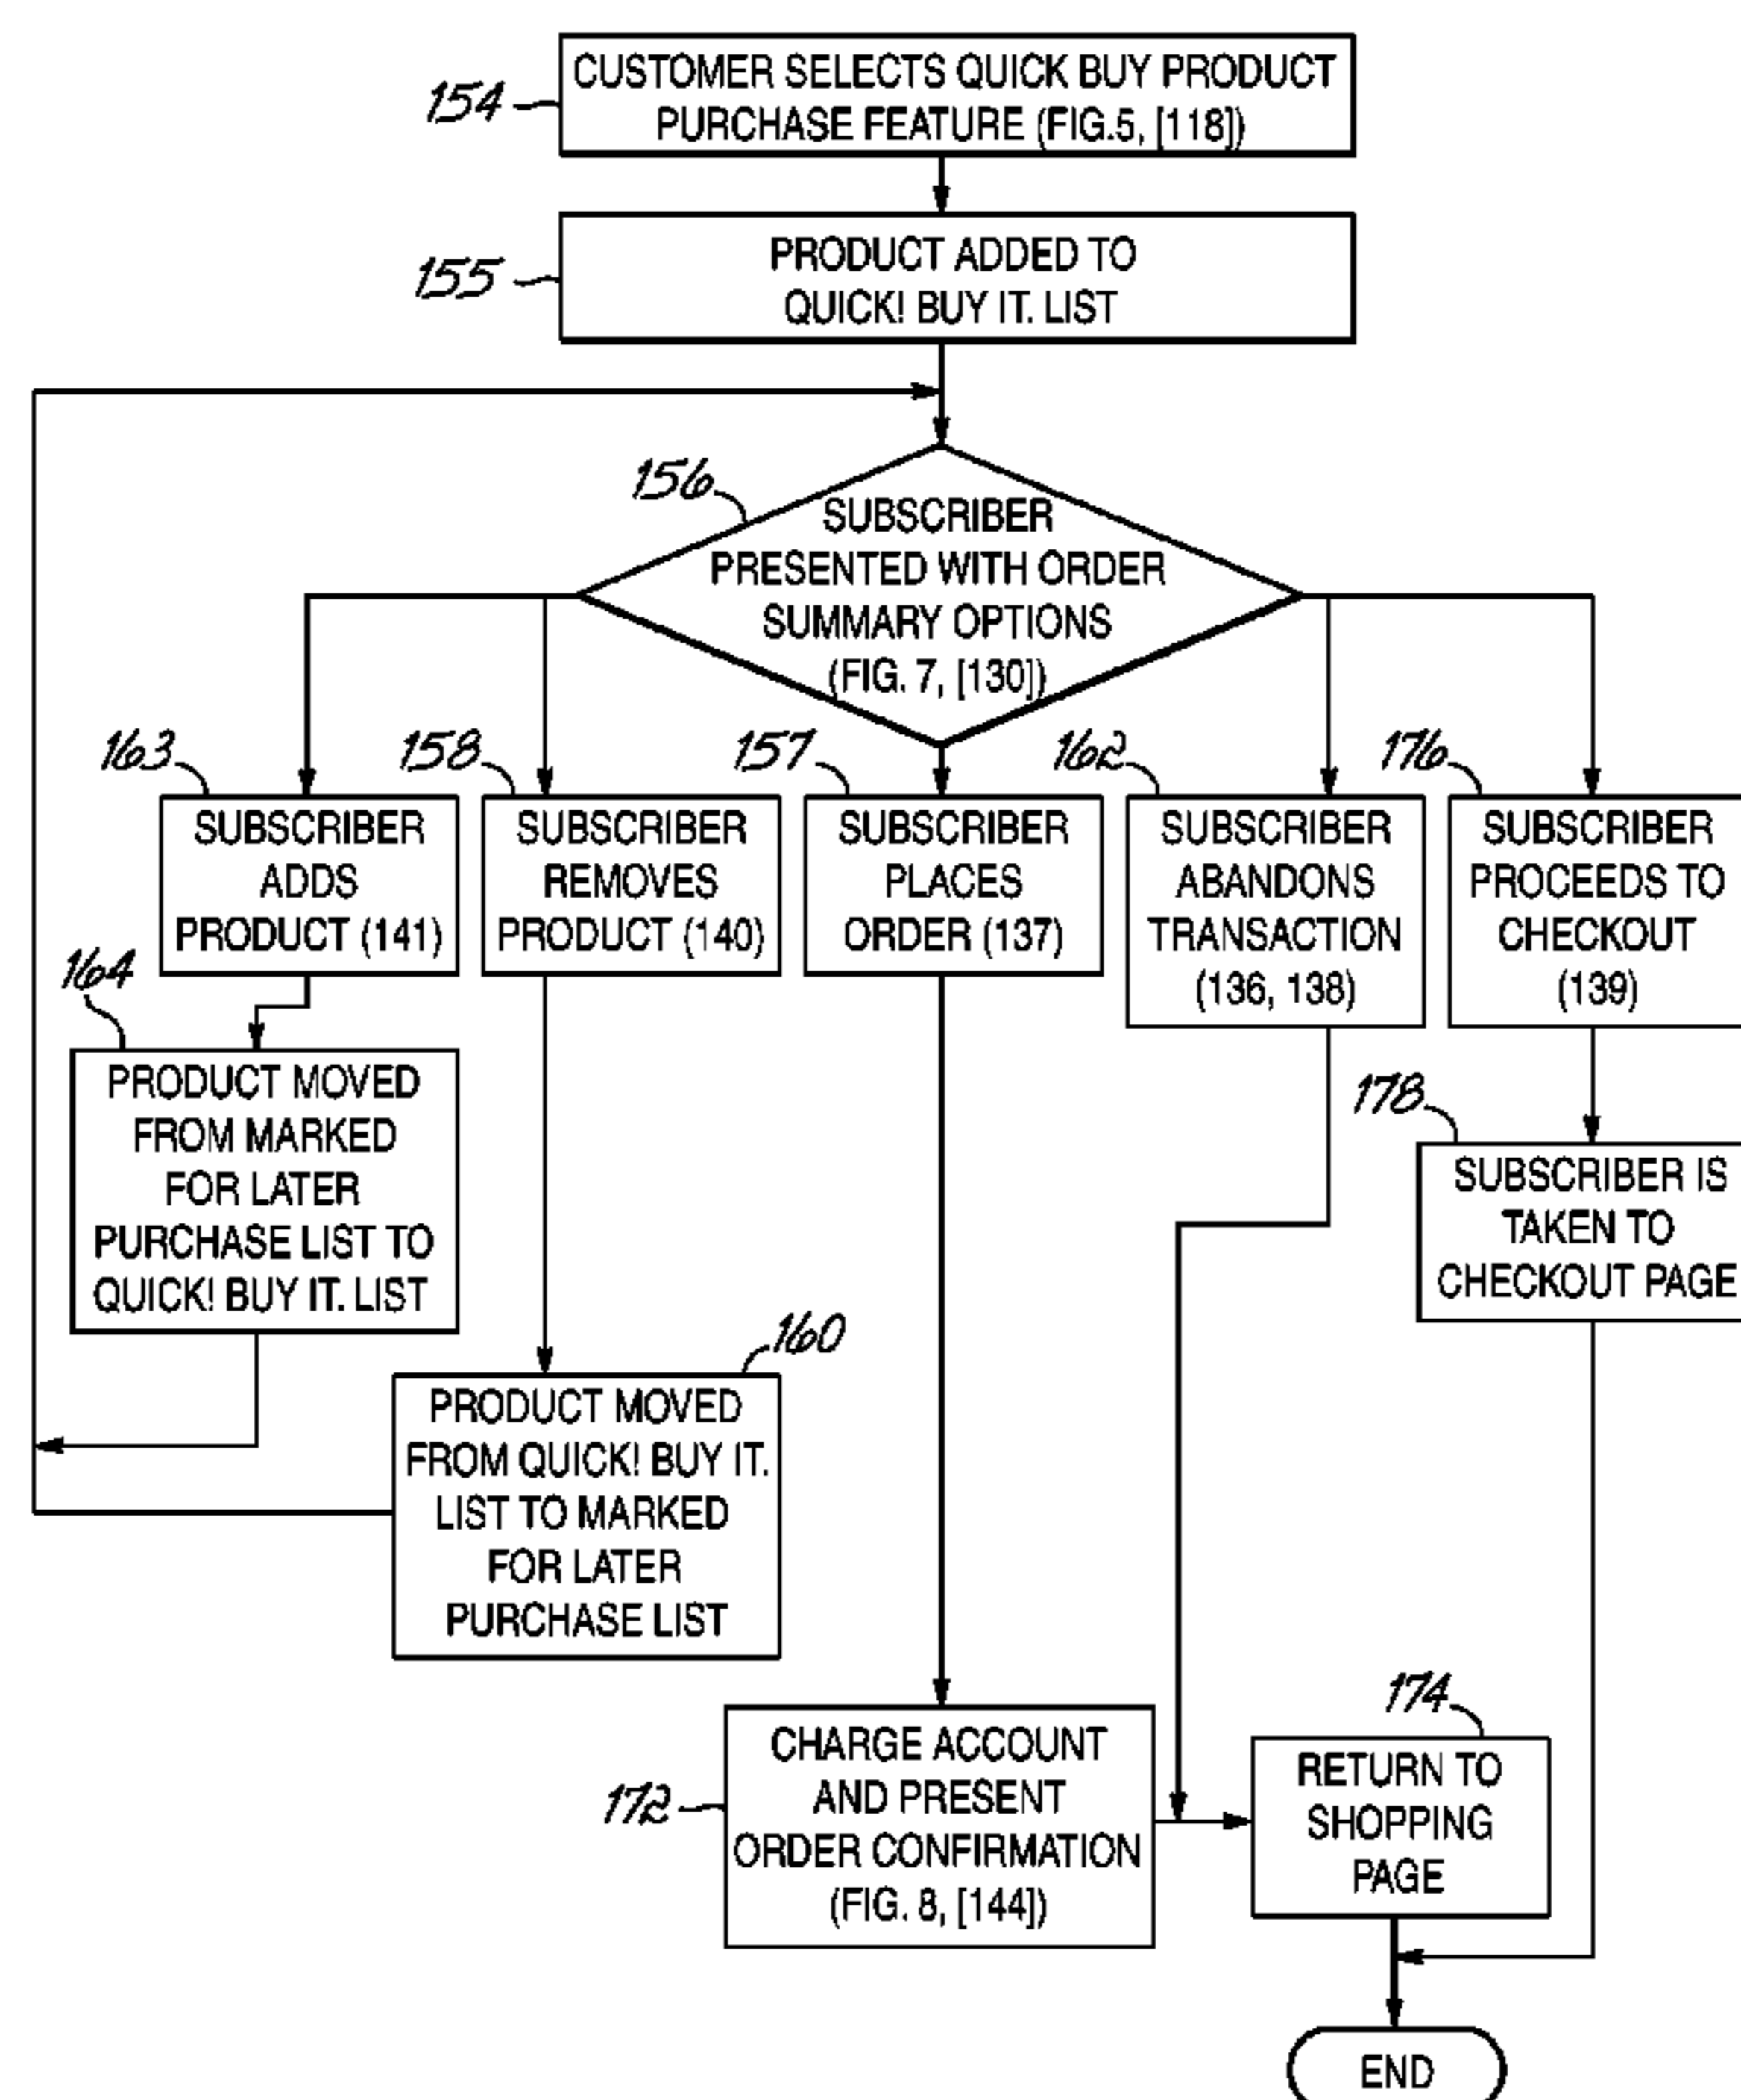 154
CUSTOMER SELECTS QUICK BUY PRODUCT
PURCHASE FEATURE (FIG.5, [118])
155
PRODUCT ADDED TO
QUICK! BUY IT. LIST
156
SUBSCRIBER
PRESENTED WITH ORDER
SUMMARY OPTIONS
(FIG. 7, [130])
163
SUBSCRIBER
ADDS
PRODUCT (141)
158
SUBSCRIBER
REMOVES
PRODUCT (140)
157
SUBSCRIBER
PLACES
ORDER (137)
162
SUBSCRIBER
ABANDONS
TRANSACTION
(136, 138)
176
SUBSCRIBER
PROCEEDS TO
CHECKOUT
(139)
164
PRODUCT MOVED
FROM MARKED
FOR LATER
PURCHASE LIST TO
QUICK! BUY IT. LIST
178
SUBSCRIBER IS
TAKEN TO
CHECKOUT PAGE
160
PRODUCT MOVED
FROM QUICK! BUY IT.
LIST TO MARKED
FOR LATER
PURCHASE LIST
172
CHARGE ACCOUNT
AND PRESENT
ORDER CONFIRMATION
(FIG. 8, [144])
174
RETURN TO
SHOPPING
PAGE
END